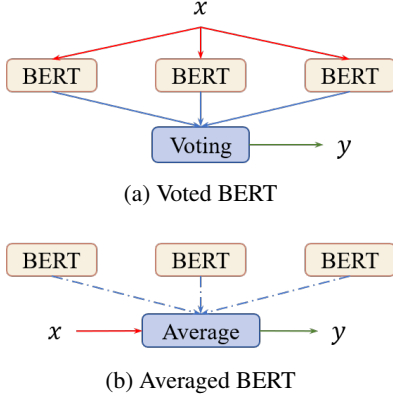 x
BERT BERT BERT
Voting y
(a) Voted BERT
BERT BERT BERT
x Average y
(b) Averaged BERT